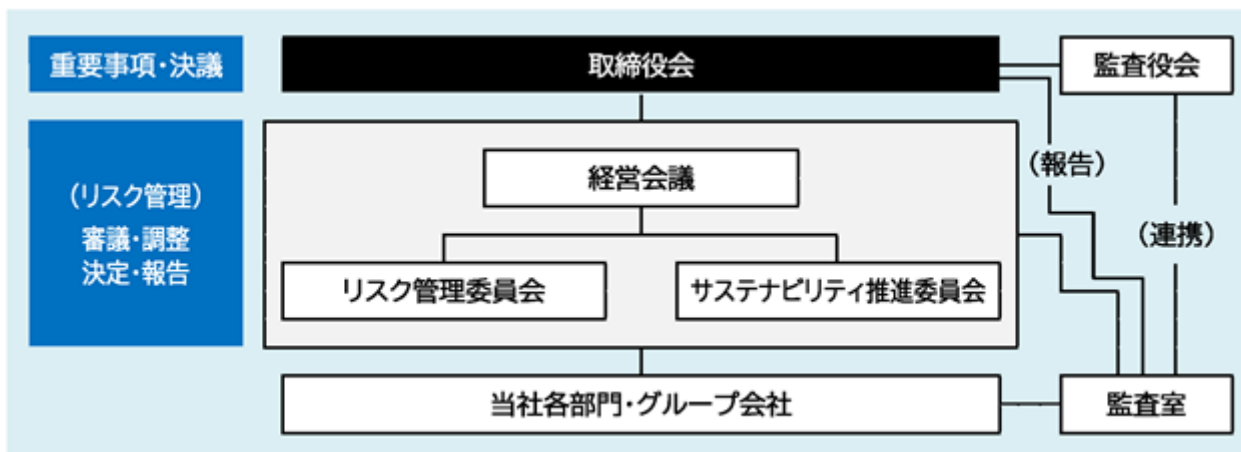 重要事項・決議
取締役会
監査役会
(リスク管理)
審議・調整
決定・報告
経営会議
(報告)
(連携)
リスク管理委員会
サステナビリティ推進委員会
当社各部門・グループ会社
監査室